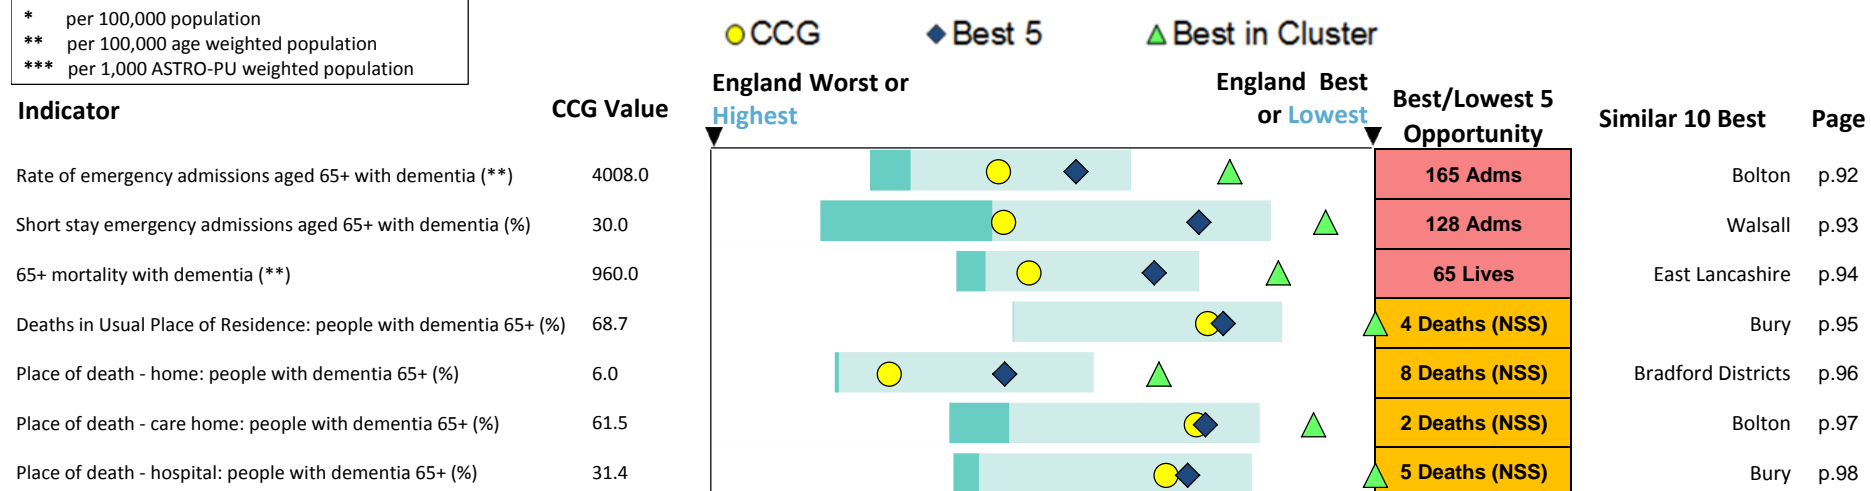 * per 100,000 population
** per 100,000 age weighted population
*** per 1,000 ASTRO-PU weighted population
CCG Best 5 Best in Cluster
Indicator CCG Value England Worst or Highest England Best or Lowest Best/Lowest 5 Opportunity Similar 10 Best Page
Rate of emergency admissions aged 65+ with dementia (**) 4008.0 165 Adms Bolton p.92
Short stay emergency admissions aged 65+ with dementia (%) 30.0 128 Adms Walsall p.93
65+ mortality with dementia (**) 960.0 65 Lives East Lancashire p.94
Deaths in Usual Place of Residence: people with dementia 65+ (%) 68.7 4 Deaths (NSS) Bury p.95
Place of death - home: people with dementia 65+ (%) 6.0 8 Deaths (NSS) Bradford Districts p.96
Place of death - care home: people with dementia 65+ (%) 61.5 2 Deaths (NSS) Bolton p.97
Place of death - hospital: people with dementia 65+ (%) 31.4 5 Deaths (NSS) Bury p.98